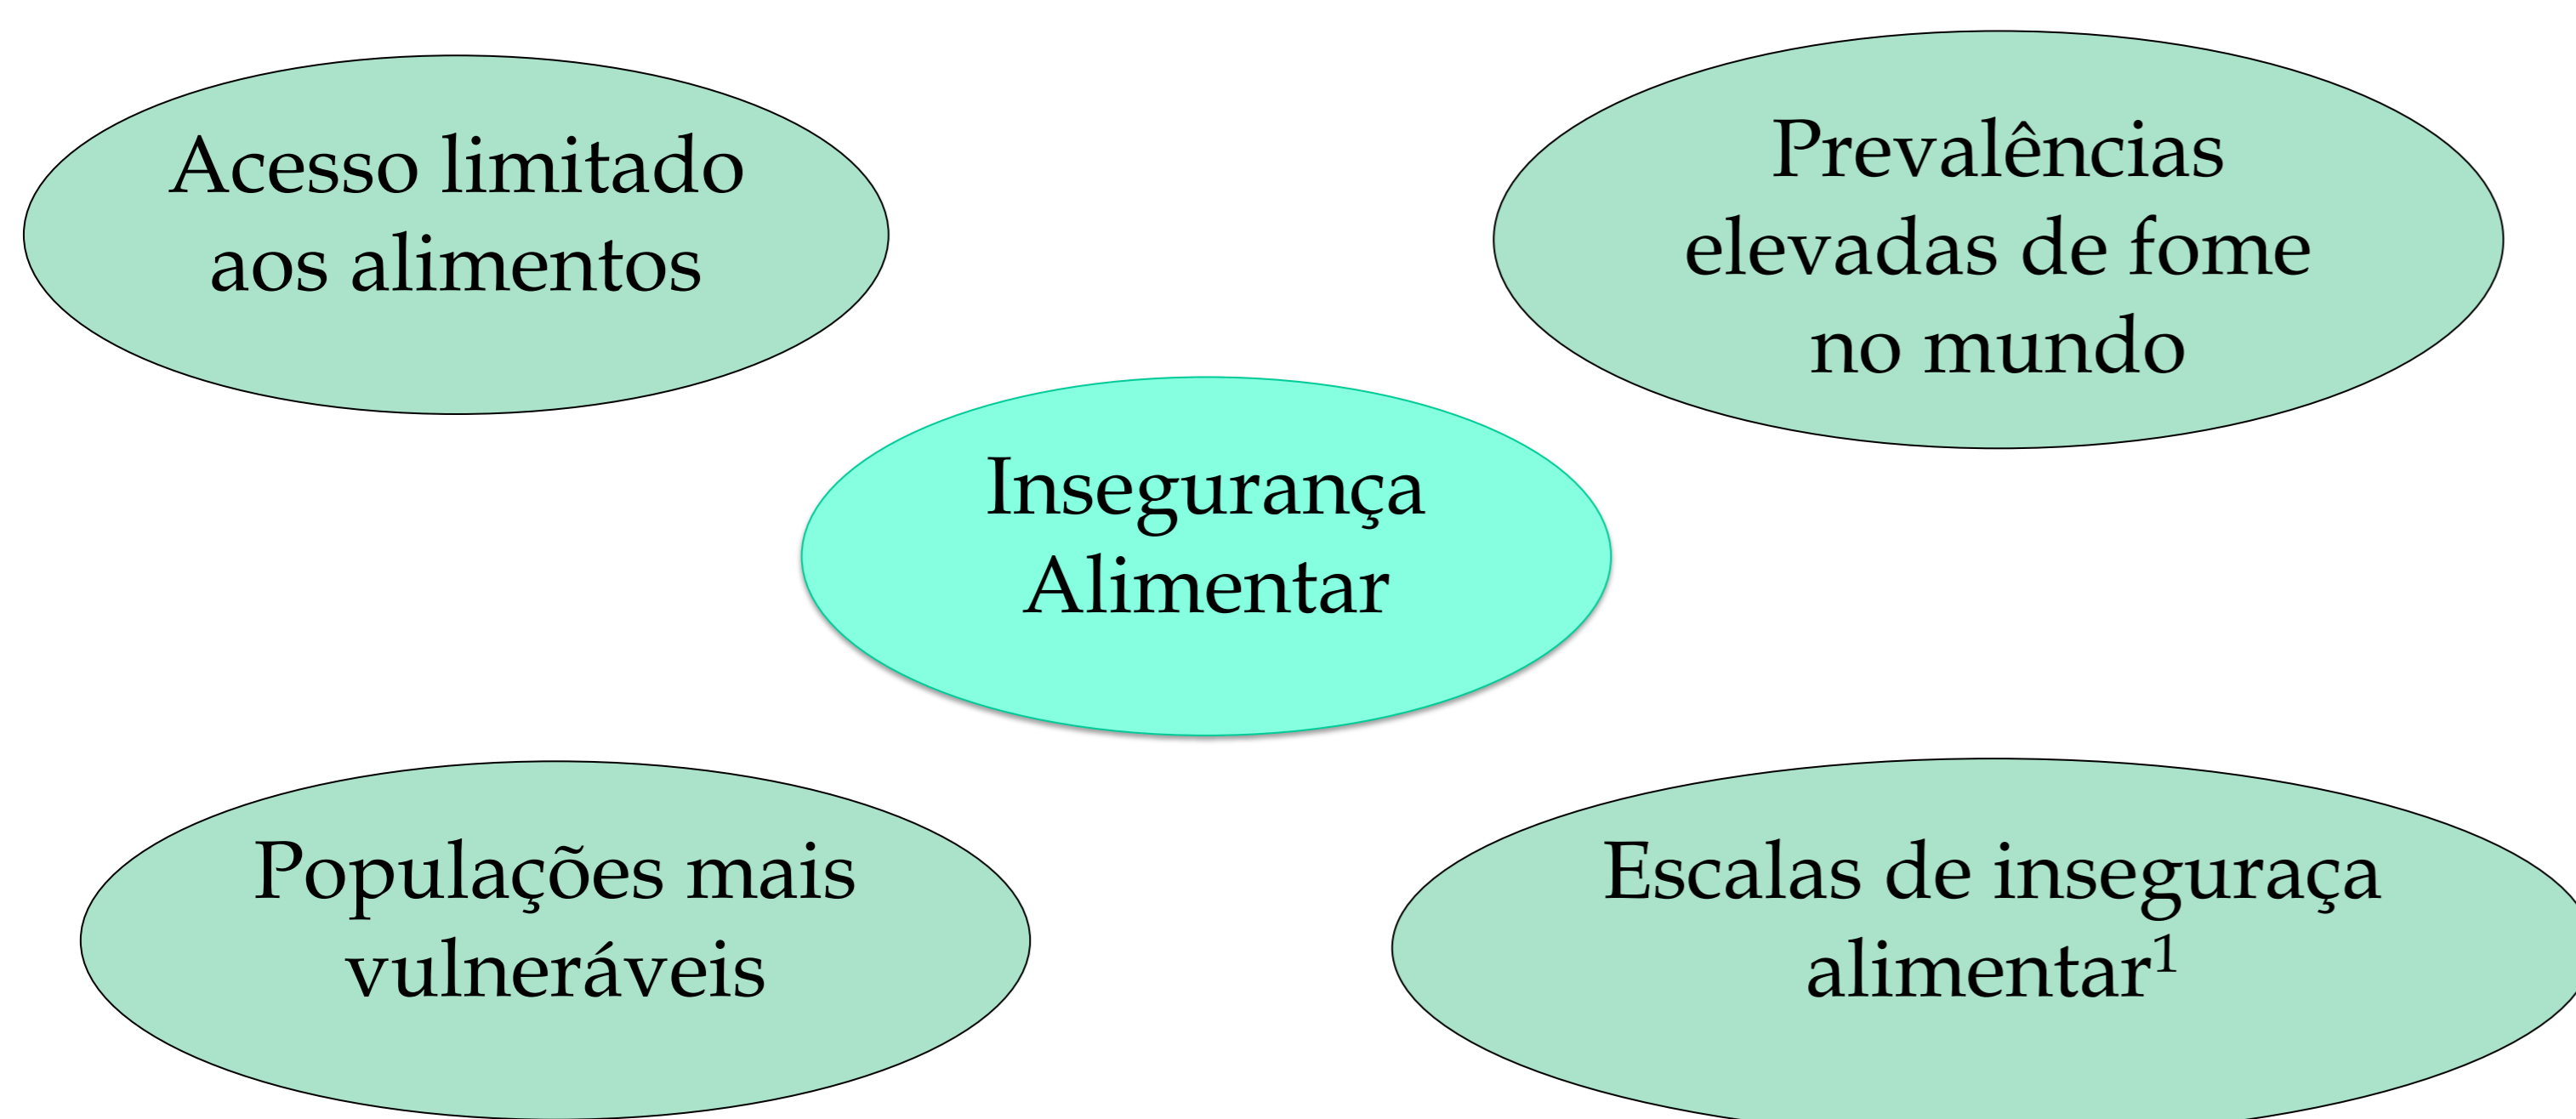 Acesso limitado
aos alimentos
Prevalências
elevadas de fome
no mundo
Insegurança
Alimentar
Populações mais
vulneráveis
Escalas de inseguraça
alimentar¹